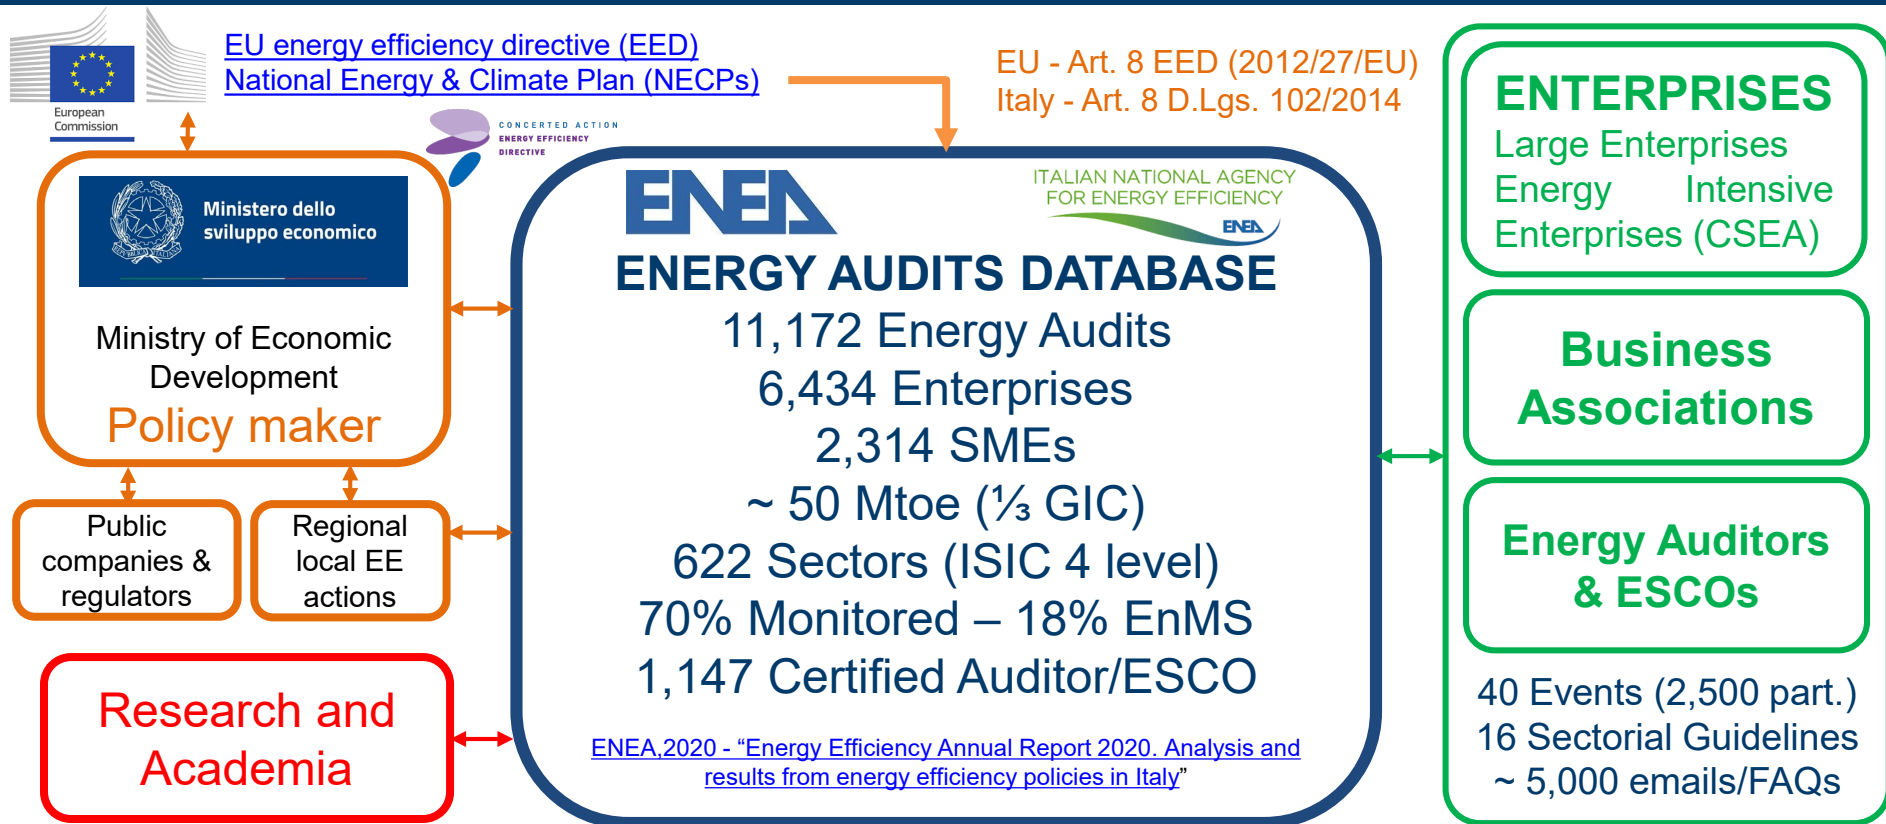 European
Commission
EU energy efficiency directive (EED)
National Energy & Climate Plan (NECPs)
EU - Art. 8 EED (2012/27/EU)
Italy - Art. 8 D.Lgs. 102/2014
CONCERTED ACTION
ENERGY EFFICIENCY
DIRECTIVE
Ministero dello
sviluppo economico
Ministry of Economic
Development
Policy maker
Public
companies &
regulators
Regional
local EE
actions
Research and
Academia
ENEA
ITALIAN NATIONAL AGENCY
FOR ENERGY EFFICIENCY
ENEA
ENERGY AUDITS DATABASE
11,172 Energy Audits
6,434 Enterprises
2,314 SMEs
~ 50 Mtoe (⅓ GIC)
622 Sectors (ISIC 4 level)
70% Monitored – 18% EnMS
1,147 Certified Auditor/ESCO
ENEA,2020 - “Energy Efficiency Annual Report 2020. Analysis and
results from energy efficiency policies in Italy”
ENTERPRISES
Large Enterprises
Energy Intensive
Enterprises (CSEA)
Business
Associations
Energy Auditors
& ESCOs
40 Events (2,500 part.)
16 Sectorial Guidelines
~ 5,000 emails/FAQs